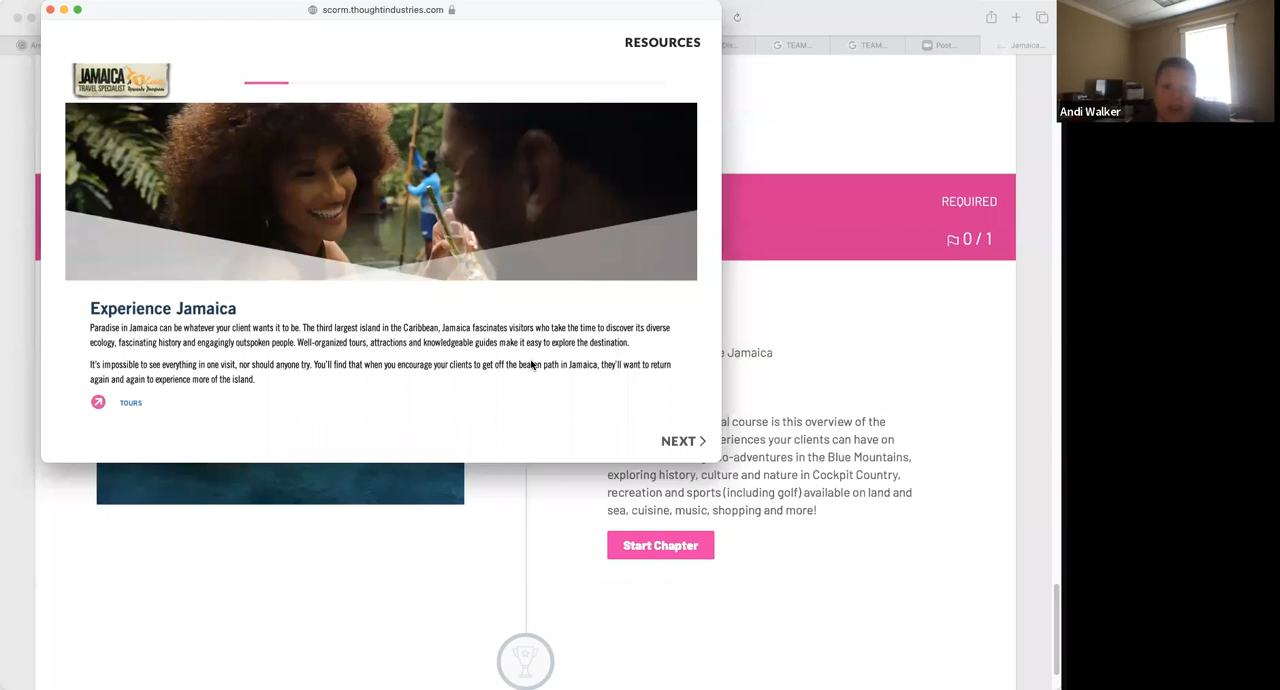 scorm.thoughtindustries.com
TEAM...
TEAM...
Post...
Jamaica...
RESOURCES
JAMAICA
TRAVEL SPECIALIST Rewards Program
Andi Walker
REQUIRED
0 / 1
Experience Jamaica
Paradise in Jamaica can be whatever your client wants it to be. The third largest island in the Caribbean, Jamaica fascinates visitors who take the time to discover its diverse
ecology, fascinating history and engagingly outspoken people. Well-organized tours, attractions and knowledgeable guides make it easy to explore the destination.
It's impossible to see everything in one visit, nor should anyone try. You'll find that when you encourage your clients to get off the beaten path in Jamaica, they'll want to return
again and again to experience more of the island.
TOURS
NEXT
e Jamaica
al course is this overview of the
eriences your clients can have on
o-adventures in the Blue Mountains,
exploring history, culture and nature in Cockpit Country,
recreation and sports (including golf) available on land and
sea, cuisine, music, shopping and more!
Start Chapter